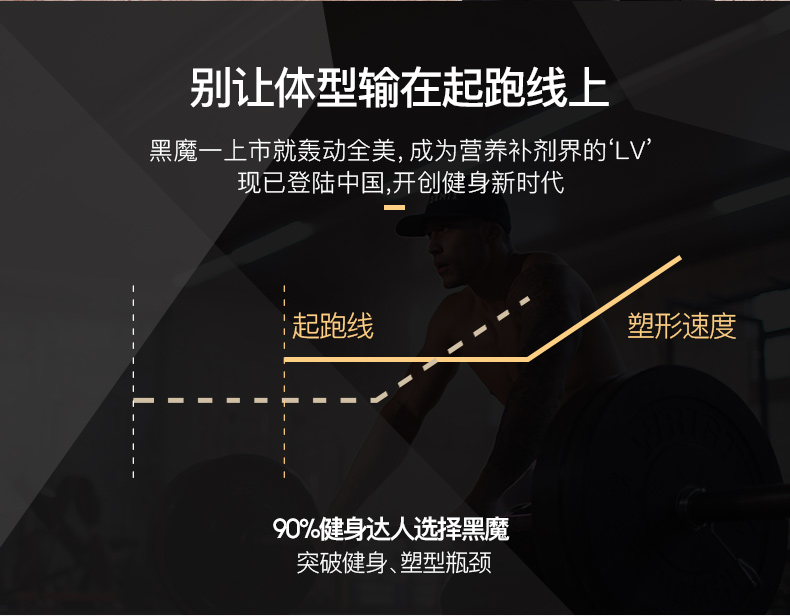 别让体型输在起跑线上
黑魔一上市就轰动全美，成为营养补剂界的‘LV’
现已登陆中国,开创健身新时代
起跑线
塑形速度
90%健身达人选择黑魔
突破健身、塑型瓶颈